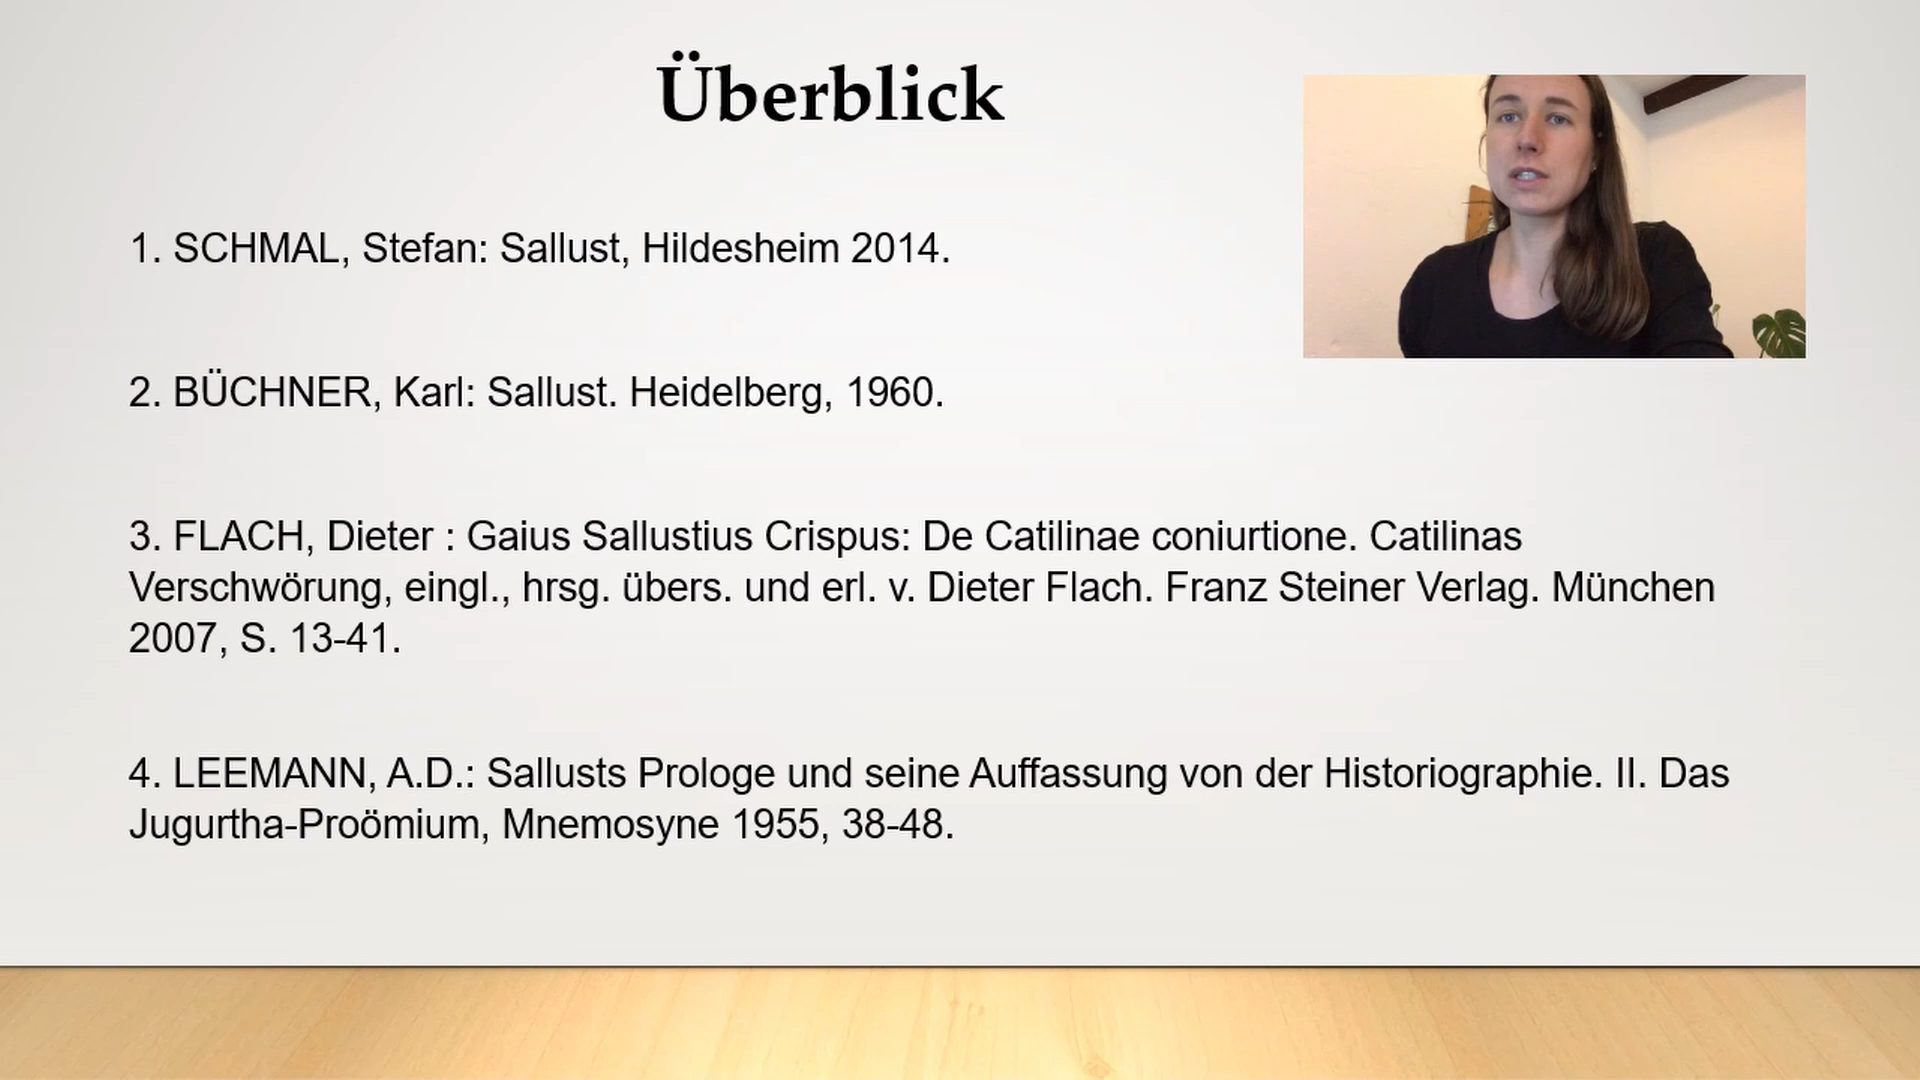 Überblick
1. SCHMAL, Stefan: Sallust, Hildesheim 2014.
2. BÜCHNER, Karl: Sallust. Heidelberg, 1960.
3. FLACH, Dieter : Gaius Sallustius Crispus: De Catilinae coniurtione. Catilinas
Verschwörung, eingl., hrsg. übers. und erl. v. Dieter Flach. Franz Steiner Verlag. München
2007, S. 13-41.
4. LEEMANN, A.D.: Sallusts Prologe und seine Auffassung von der Historiographie. II. Das
Jugurtha-Proömium, Mnemosyne 1955, 38-48.